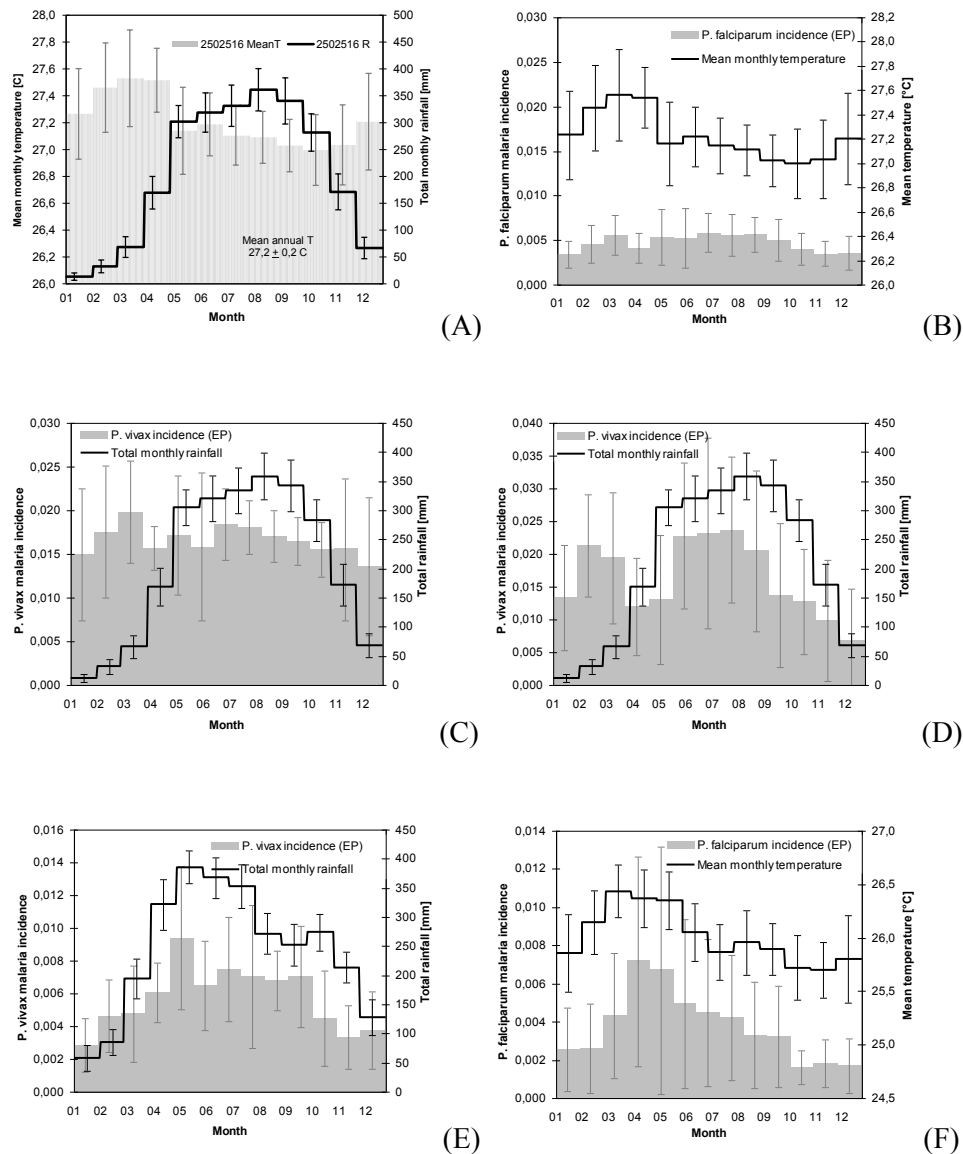 2502516 MeanT
2502516 R
28,0
27,6
27,2
26,8
26,4
26,0
Mean monthly temperature [C]
500
450
400
350
300
250
200
150
100
50
0
Total monthly rainfall [mm]
Mean annual T
27,2 ± 0,2 C
01 02 03 04 05 06 07 08 09 10 11 12
Month
(A)
P. falciparum incidence (EP)
Mean monthly temperature
0,030
0,025
0,020
0,015
0,010
0,005
0,000
P. falciparum malaria incidence
28,2
28,0
27,8
27,6
27,4
27,2
27,0
26,8
26,6
26,4
26,2
26,0
Mean temperature [°C]
01 02 03 04 05 06 07 08 09 10 11 12
Month
(B)
P. vivax incidence (EP)
Total monthly rainfall
0,030
0,025
0,020
0,015
0,010
0,005
0,000
P. vivax malaria incidence
450
400
350
300
250
200
150
100
50
0
Total rainfall [mm]
01 02 03 04 05 06 07 08 09 10 11 12
Month
(C)
P. vivax incidence (EP)
Total monthly rainfall
0,040
0,035
0,030
0,025
0,020
0,015
0,010
0,005
0,000
P. vivax malaria incidence
450
400
350
300
250
200
150
100
50
0
Total rainfall [mm]
01 02 03 04 05 06 07 08 09 10 11 12
Month
(D)
P. vivax incidence (EP)
Total monthly rainfall
0,016
0,014
0,012
0,010
0,008
0,006
0,004
0,002
0,000
P. vivax malaria incidence
450
400
350
300
250
200
150
100
50
0
Total rainfall [mm]
01 02 03 04 05 06 07 08 09 10 11 12
Month
(E)
P. falciparum incidence (EP)
Mean monthly temperature
0,014
0,012
0,010
0,008
0,006
0,004
0,002
0,000
P. falciparum malaria incidence
27,0
26,5
26,0
25,5
25,0
24,5
Mean temperature [°C]
01 02 03 04 05 06 07 08 09 10 11 12
Month
(F)